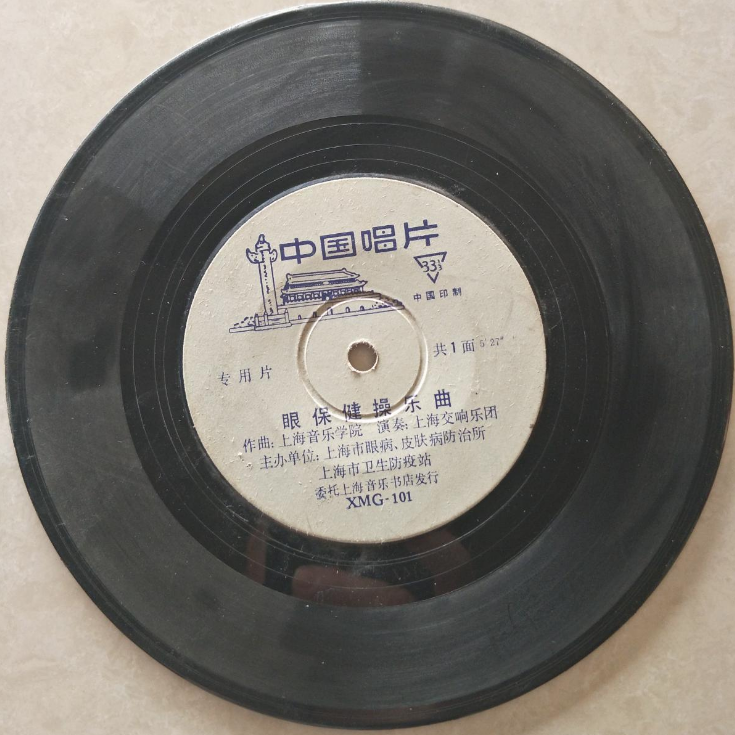 中国唱片
33⅓
中国印制
共1面 5′27″
专用片
眼保健操乐曲
作曲:上海音乐学院 演奏:上海交响乐团
主办单位:上海市眼病、皮肤病防治所
上海市卫生防疫站
委托上海音乐书店发行
XMG-101